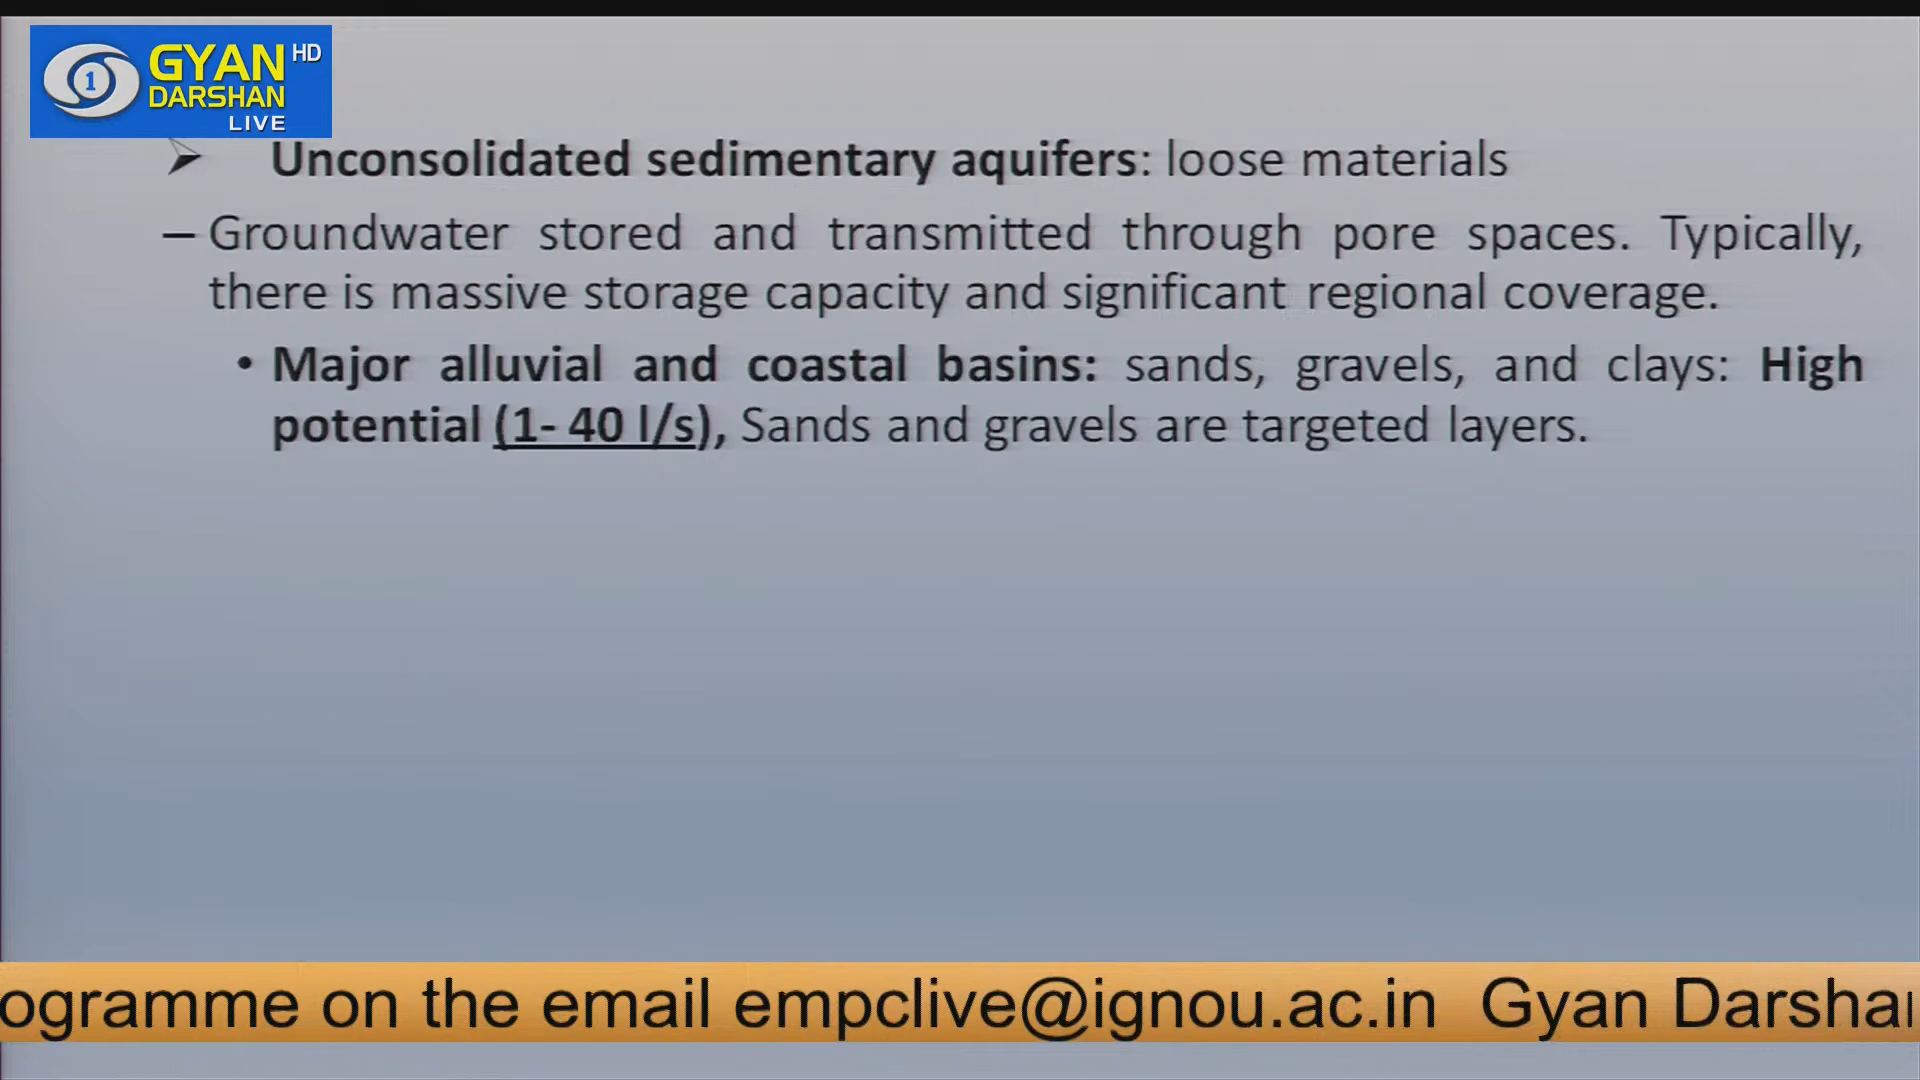 1
GYAN HD
DARSHAN
LIVE
➤ Unconsolidated sedimentary aquifers: loose materials
– Groundwater stored and transmitted through pore spaces. Typically,
there is massive storage capacity and significant regional coverage.
• Major alluvial and coastal basins: sands, gravels, and clays: High
potential (1- 40 l/s), Sands and gravels are targeted layers.
ogramme on the email empclive@ignou.ac.in Gyan Darshan